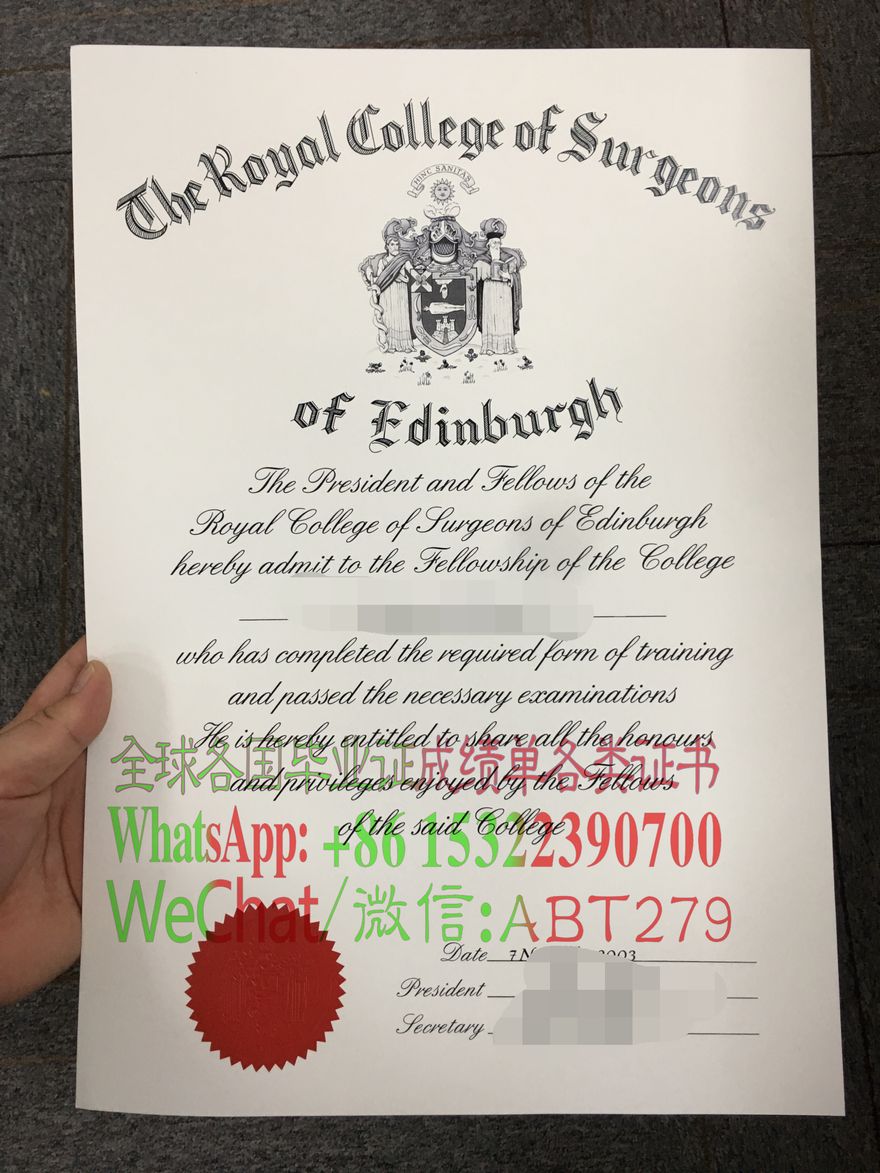 The Royal College of Surgeons
HINC SANITAS
of Edinburgh
The President and Fellows of the
Royal College of Surgeons of Edinburgh
hereby admit to the Fellowship of the College
who has completed the required form of training
and passed the necessary examinations
He is hereby entitled to share all the honours
全球各国毕业证成绩单各类证书
and privileges enjoyed by the Fellows
of the said College
WhatsApp: +86 15322390700
WeChat/微信:ABT279
Date
President
Secretary